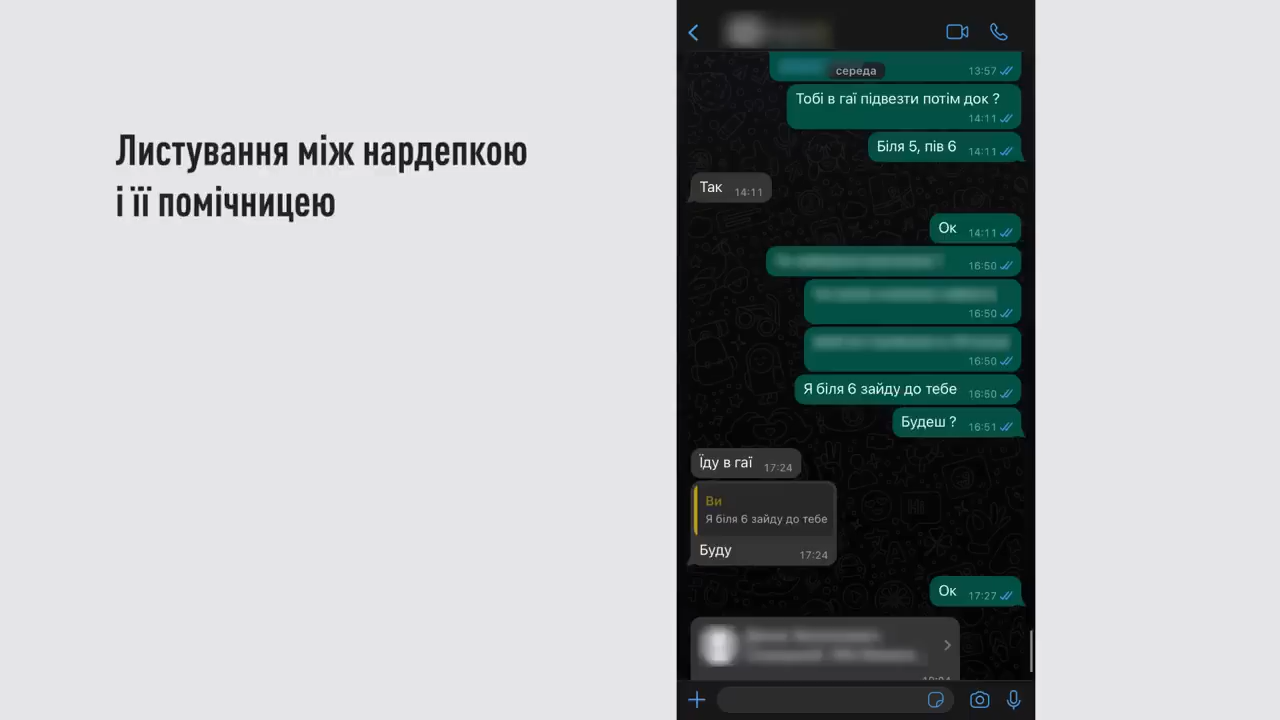 Листування між нардепкою
і її помічницею
середа
13:57
Тобі в гаї підвезти потім док ?
14:11
Біля 5, пів 6 14:11
Так 14:11
Ок 14:11
16:50
16:50
16:50
Я біля 6 зайду до тебе 16:50
Будеш ? 16:51
Їду в гаї 17:24
Ви
Я біля 6 зайду до тебе
Буду 17:24
Ок 17:27